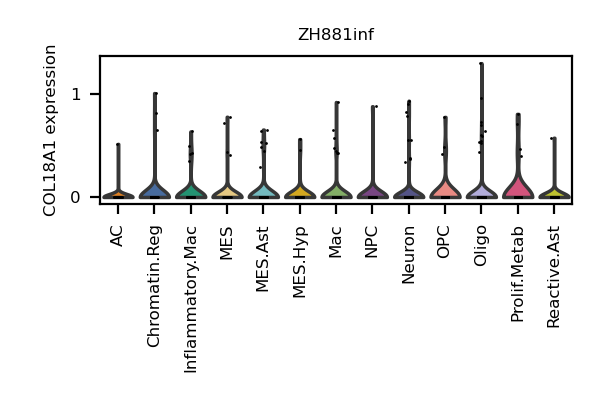 ZH881inf
COL18A1 expression
1
0
AC
Chromatin.Reg
Inflammatory.Mac
MES
MES.Ast
MES.Hyp
Mac
NPC
Neuron
OPC
Oligo
Prolif.Metab
Reactive.Ast